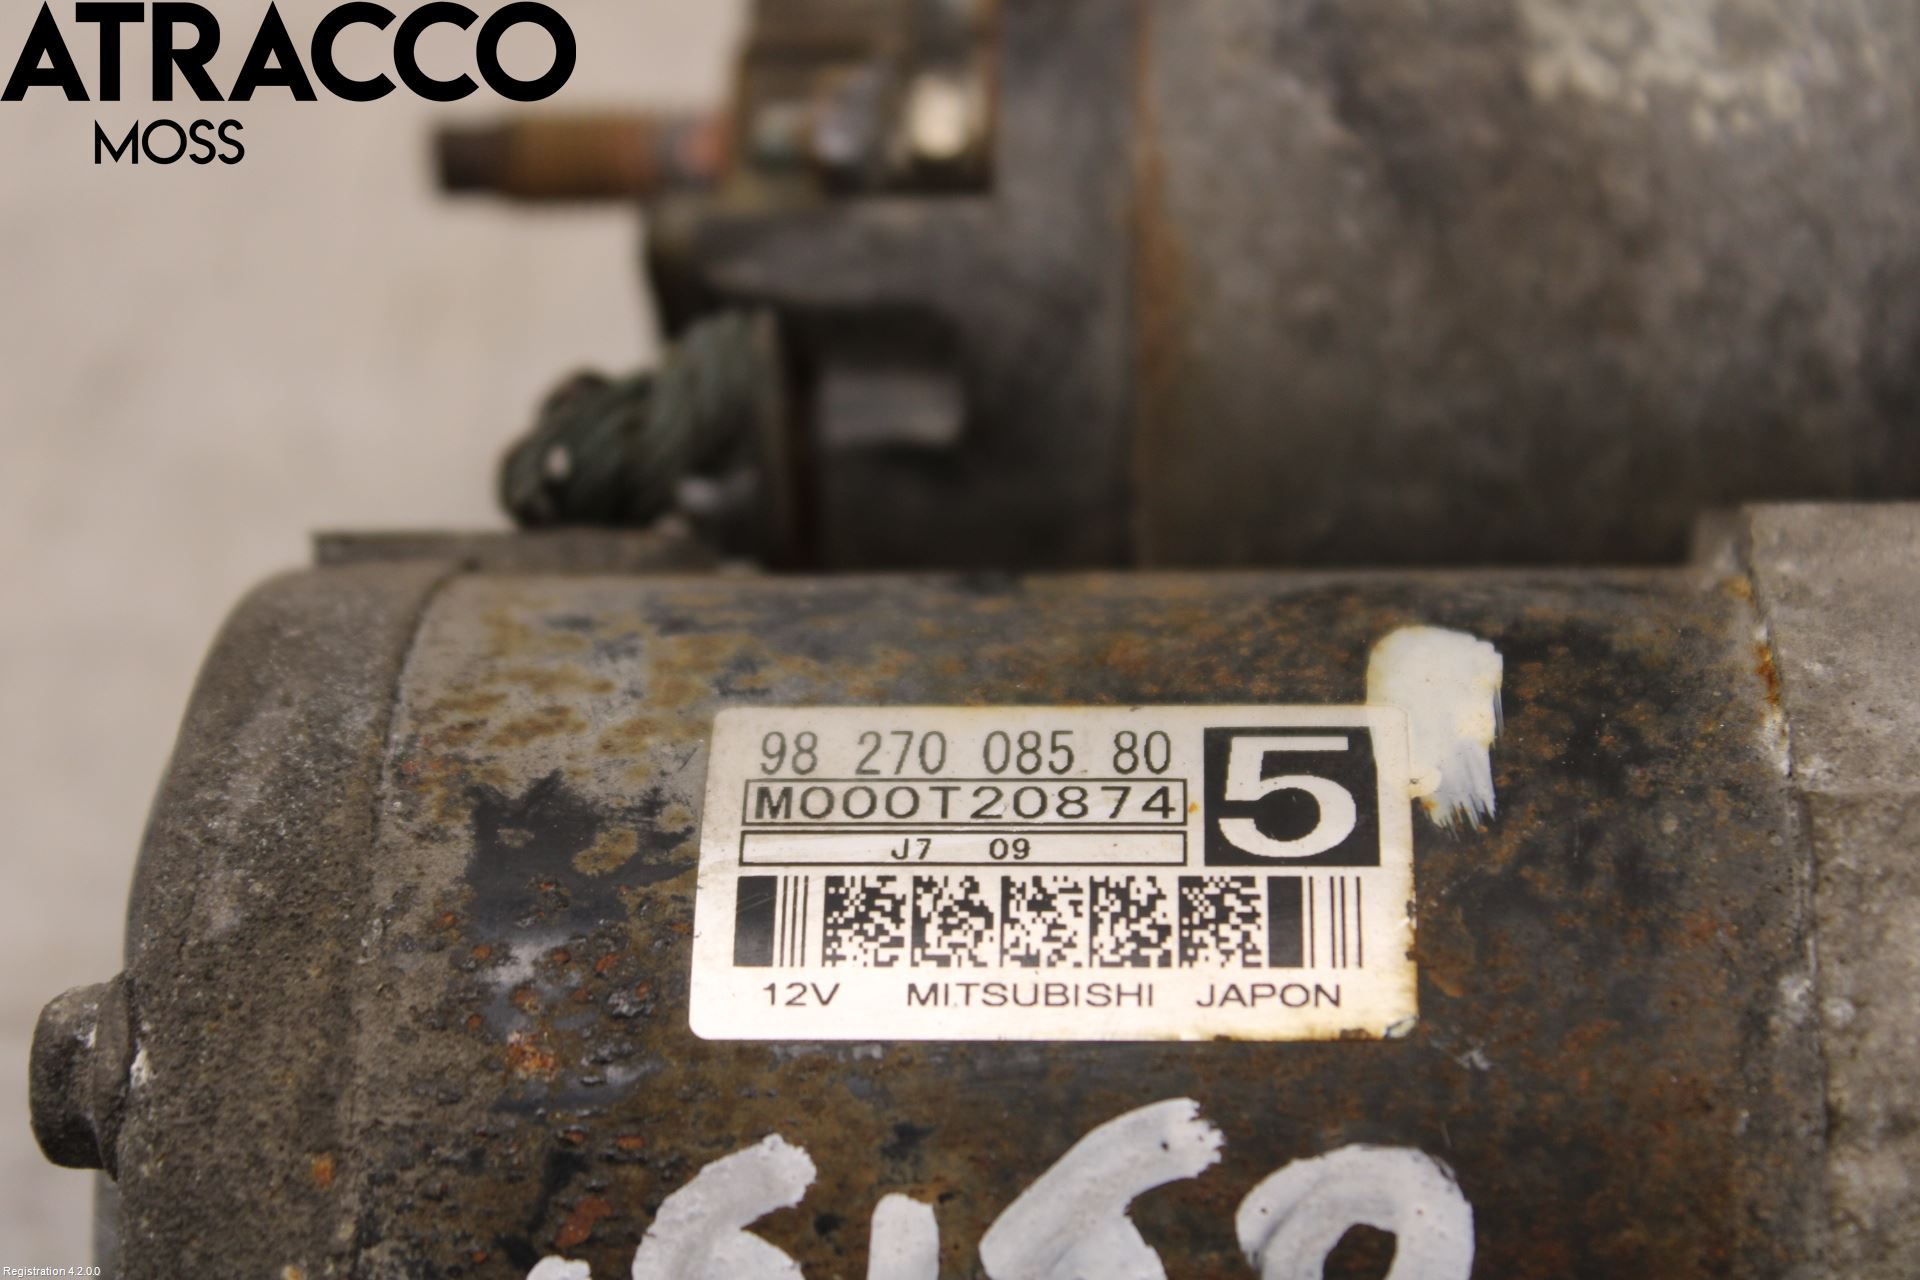 ATRACCO
MOSS
98 270 085 80
M000T20874
5
J7 09
12V MITSUBISHI JAPON
Registration 4.2.0.0